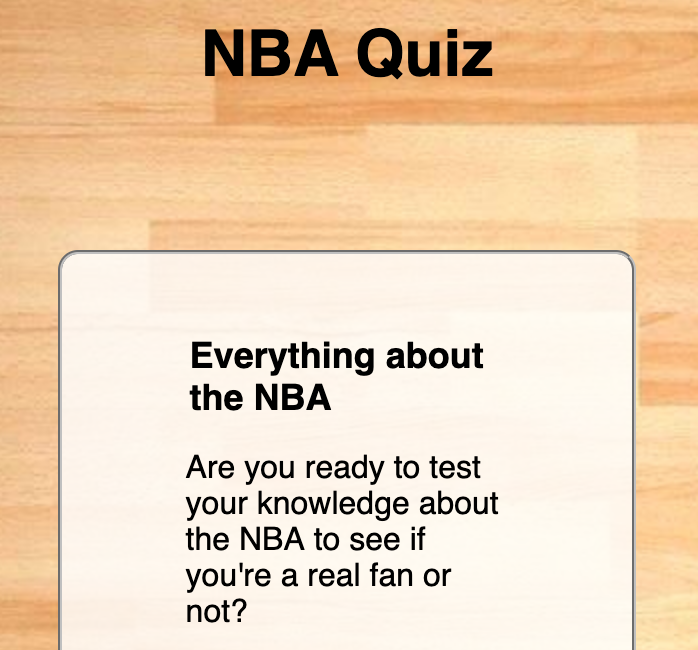 NBA Quiz
Everything about
the NBA
Are you ready to test
your knowledge about
the NBA to see if
you're a real fan or
not?